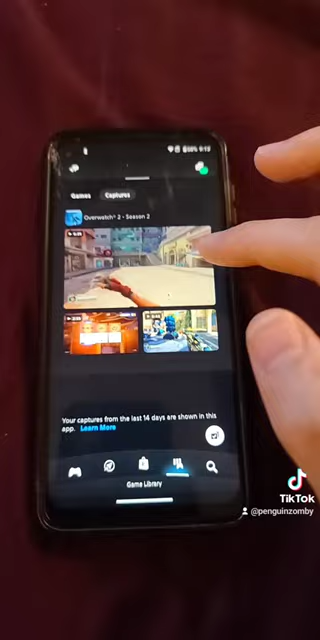 Games Captures
Overwatch® 2 - Season 2
Your captures from the last 14 days are shown in this
app. Learn More
Game Library
TikTok
@penguinzomby